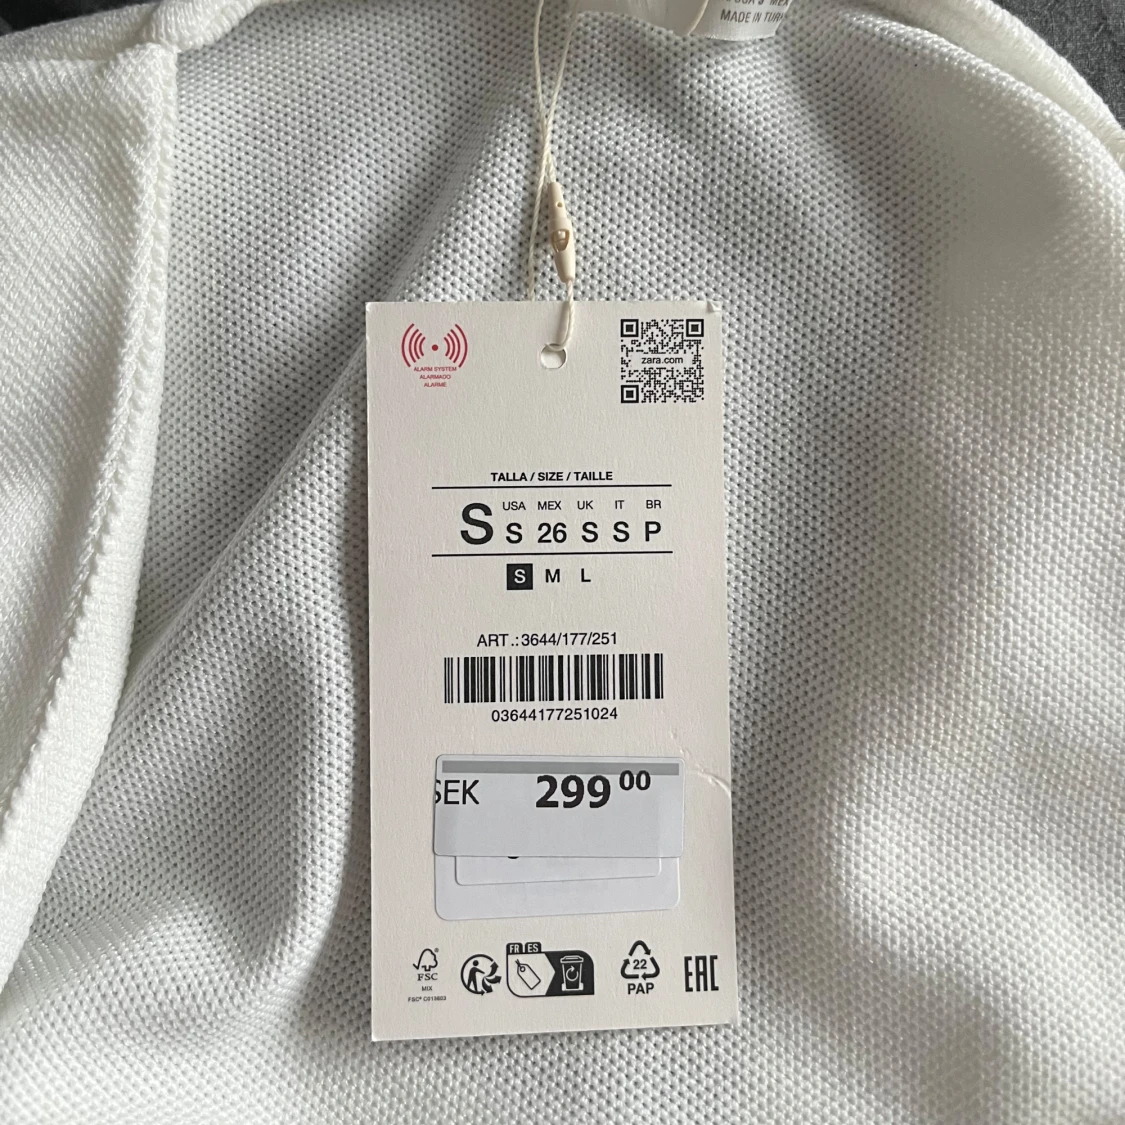 MADE IN
ALARM SYSTEM
ALARMADO
ALARME
zara.com
TALLA / SIZE / TAILLE
USA MEX UK IT BR
S S 26 S S P
S M L
ART.:3644/177/251
03644177251024
SEK 299 00
FR ES
FSC®
MIX
22
PAP
EAC